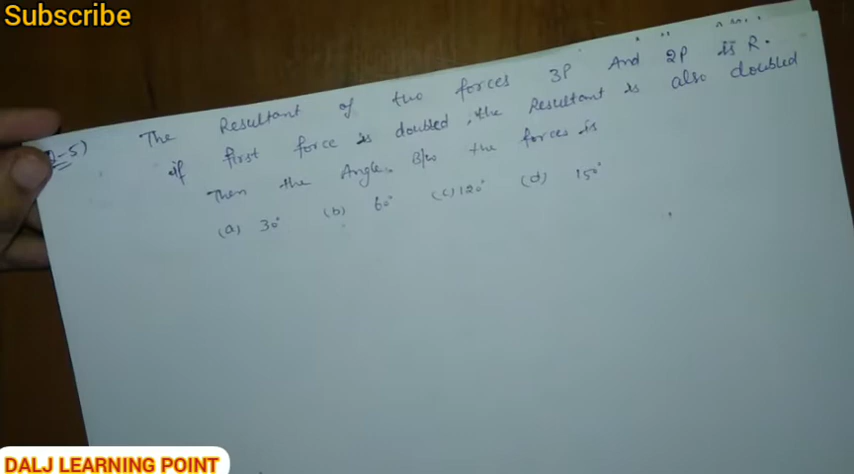 Subscribe
Q-5) The Resultant of two forces 3P And 2P is R.
if first force is doubled, the Resultant is also doubled
Then the Angle B/w the forces is
(a) 30° (b) 60° (c) 120° (d) 150°
DALJ LEARNING POINT